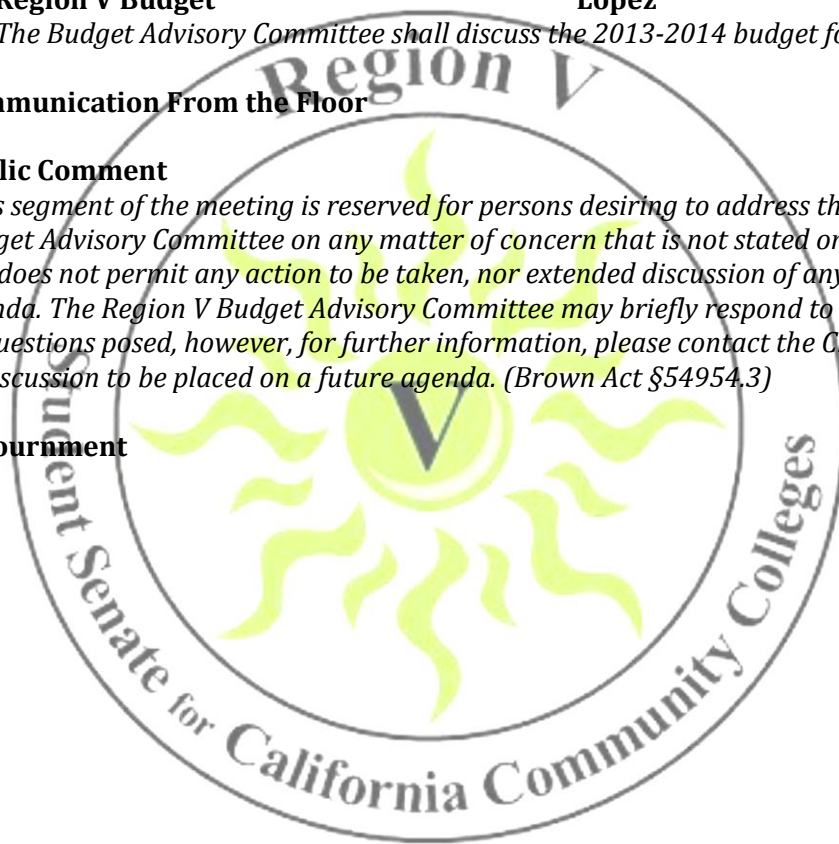 Region V Budget Lopez
The Budget Advisory Committee shall discuss the 2013-2014 budget fo
mmunication From the Floor
lic Comment
s segment of the meeting is reserved for persons desiring to address th
get Advisory Committee on any matter of concern that is not stated on
does not permit any action to be taken, nor extended discussion of any
nda. The Region V Budget Advisory Committee may briefly respond to
uestions posed, however, for further information, please contact the C
scussion to be placed on a future agenda. (Brown Act §54954.3)
ournment
Region V
V
Student Senate for California Community Colleges